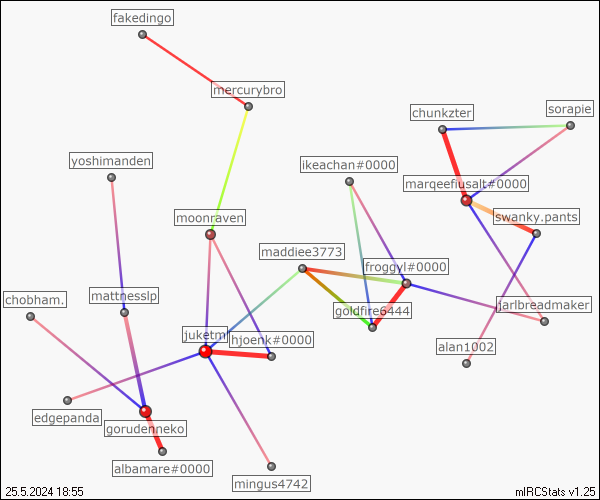 fakedingo
mercurybro
chunkzter
sorapie
yoshimanden
ikeachan#0000
marqeefiusalt#0000
moonraven
swanky.pants
maddiee3773
froggyl#0000
chobham.
mattnesslp
goldfire6444
jarlbreadmaker
juketm
hjoenk#0000
alan1002
edgepanda
gorudenneko
albamare#0000
mingus4742
25.5.2024 18:55
mIRCStats v1.25